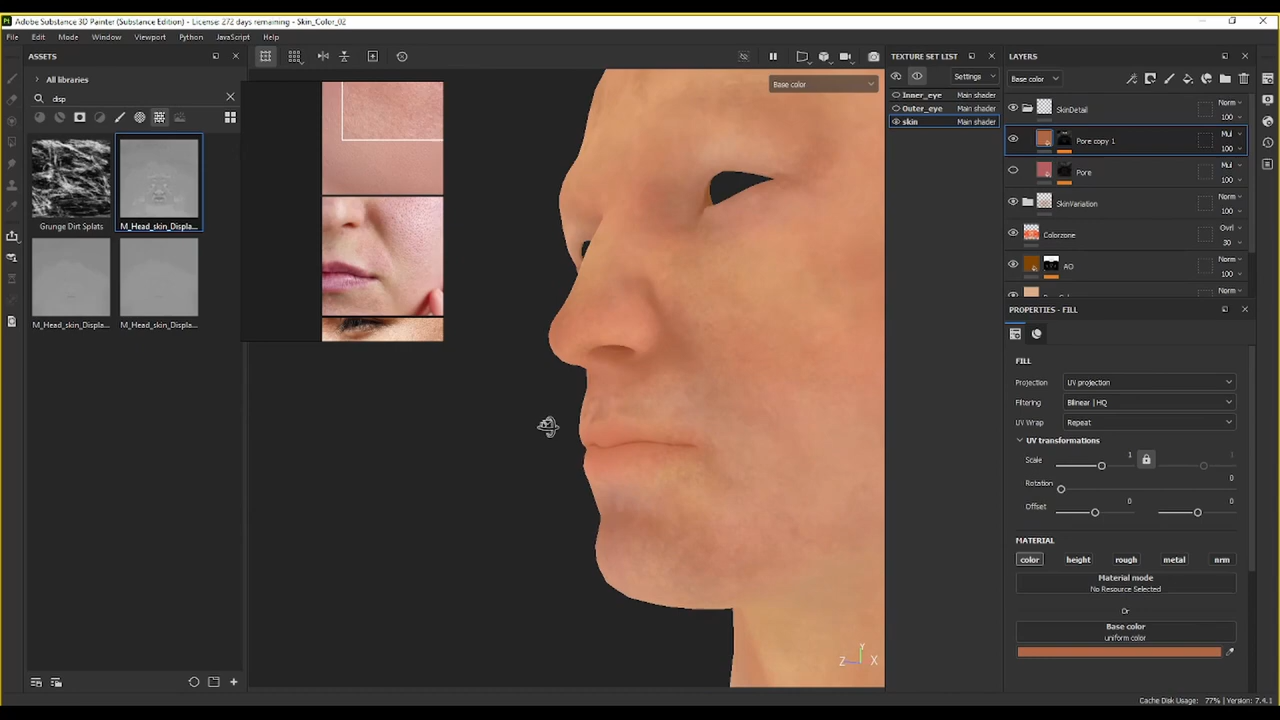 Adobe Substance 3D Painter (Substance Edition) - License: 272 days remaining - Skin_Color_02
File Edit Mode Window Viewport Python JavaScript Help
ASSETS
All libraries
disp
Grunge Dirt Splats
M_Head_skin_Displa...
M_Head_skin_Displa...
M_Head_skin_Displa...
Base color
Z Y X
TEXTURE SET LIST
Settings
Inner_eye Main shader
Outer_eye Main shader
skin Main shader
LAYERS
Base color
SkinDetail Norm 100
Pore copy 1 Mul 100
Pore Mul 100
SkinVariation Norm 100
Colorzone Ovrl 30
AO Norm 100
Norm
PROPERTIES - FILL
FILL
Projection UV projection
Filtering Bilinear | HQ
UV Wrap Repeat
UV transformations
Scale 1 1
Rotation 0
Offset 0 0
MATERIAL
color height rough metal nrm
Material mode
No Resource Selected
Or
Base color
uniform color
Cache Disk Usage: 77% | Version: 7.4.1